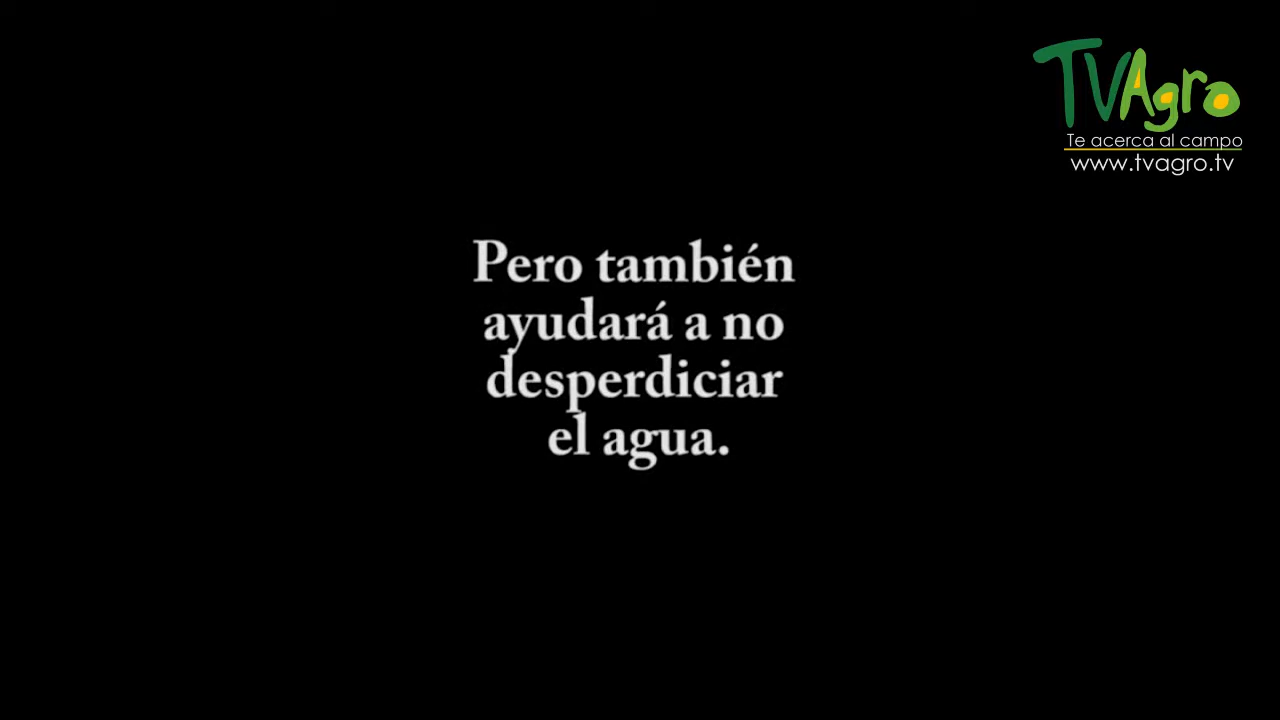 TVAgro
Te acerca al campo
www.tvagro.tv
Pero también
ayudará a no
desperdiciar
el agua.